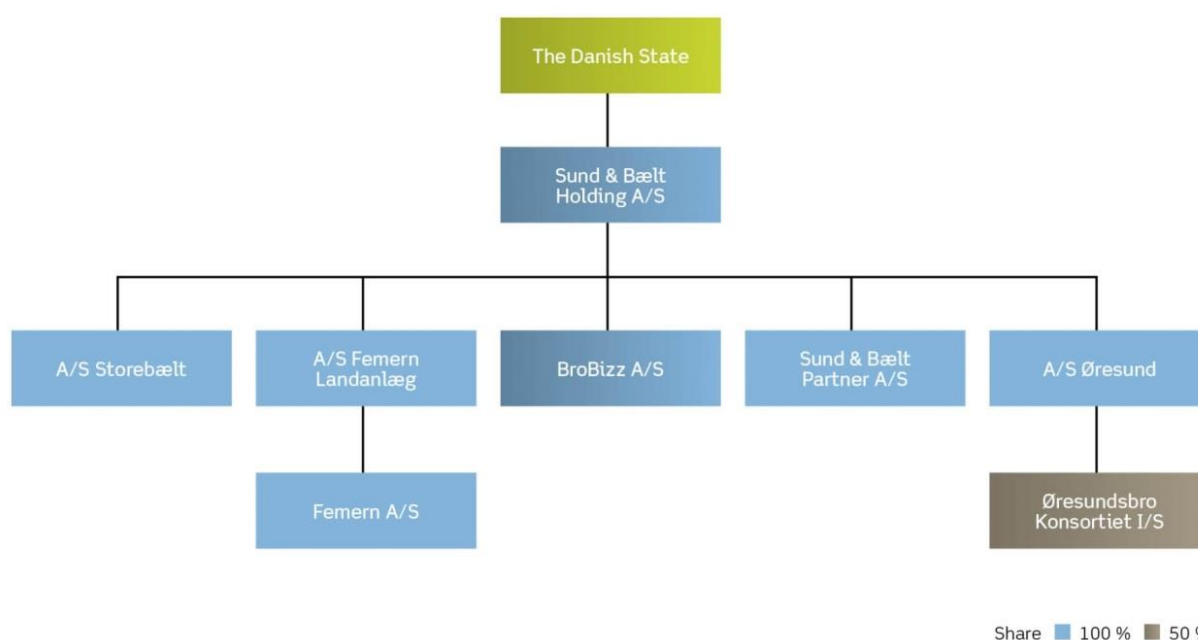 The Danish State
Sund & Bælt
Holding A/S
A/S Storebælt
A/S Femern
Landanlæg
BroBizz A/S
Sund & Bælt
Partner A/S
A/S Øresund
Femern A/S
Øresundsbro
Konsortiet I/S
Share 100 % 50 %